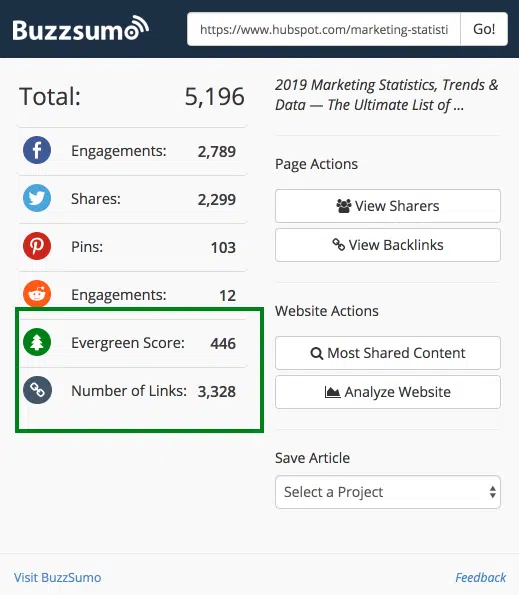 Buzzsumo
https://www.hubspot.com/marketing-statisti
Go!
Total: 5,196
Engagements: 2,789
Shares: 2,299
Pins: 103
Engagements: 12
Evergreen Score: 446
Number of Links: 3,328
2019 Marketing Statistics, Trends &
Data — The Ultimate List of ...
Page Actions
View Sharers
View Backlinks
Website Actions
Most Shared Content
Analyze Website
Save Article
Select a Project
Visit BuzzSumo
Feedback